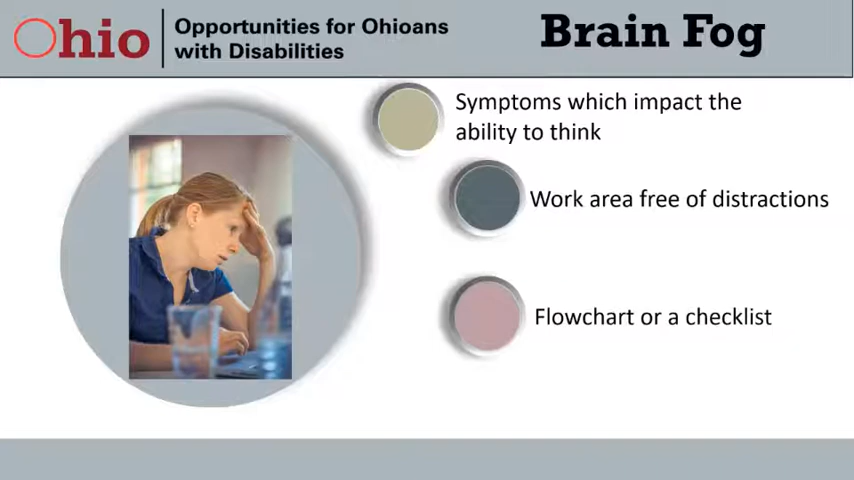 Ohio
Opportunities for Ohioans
with Disabilities
Brain Fog
Symptoms which impact the
ability to think
Work area free of distractions
Flowchart or a checklist